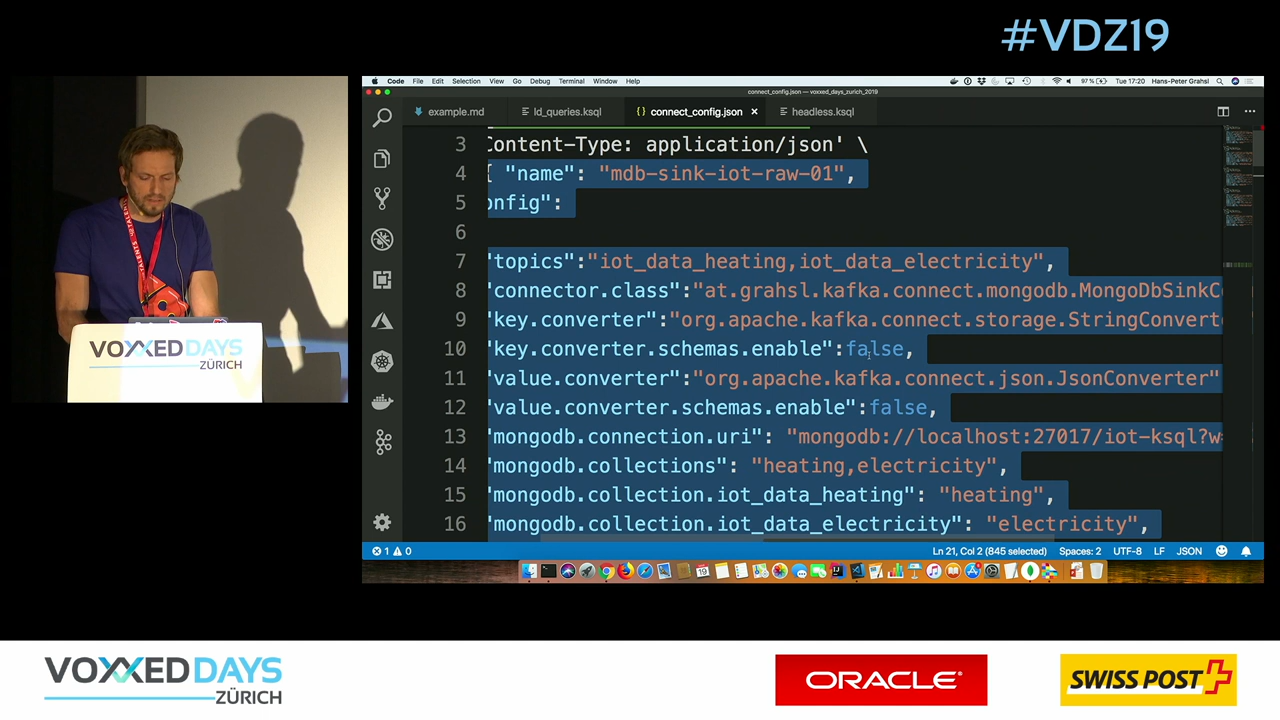 #VDZ19
Code File Edit Selection View Go Debug Terminal Window Help
97% Tue 17:20 Hans-Peter Grahsl
connect_config.json — voxxed_days_zurich_2019
example.md
ld_queries.ksql
{ } connect_config.json ×
headless.ksql
3 Content-Type: application/json' \
4 { "name": "mdb-sink-iot-raw-01",
5 onfig":
6
7 "topics":"iot_data_heating,iot_data_electricity",
8 "connector.class":"at.grahsl.kafka.connect.mongodb.MongoDbSinkC
9 "key.converter":"org.apache.kafka.connect.storage.StringConverte
10 "key.converter.schemas.enable":false,
11 "value.converter":"org.apache.kafka.connect.json.JsonConverter"
12 "value.converter.schemas.enable":false,
13 "mongodb.connection.uri": "mongodb://localhost:27017/iot-ksql?w=
14 "mongodb.collections": "heating,electricity",
15 "mongodb.collection.iot_data_heating": "heating",
16 "mongodb.collection.iot_data_electricity": "electricity",
1 0
Ln 21, Col 2 (845 selected) Spaces: 2 UTF-8 LF JSON
VOXXED DAYS
ZÜRICH
VOXXED DAYS
ZÜRICH
ORACLE
SWISS POST